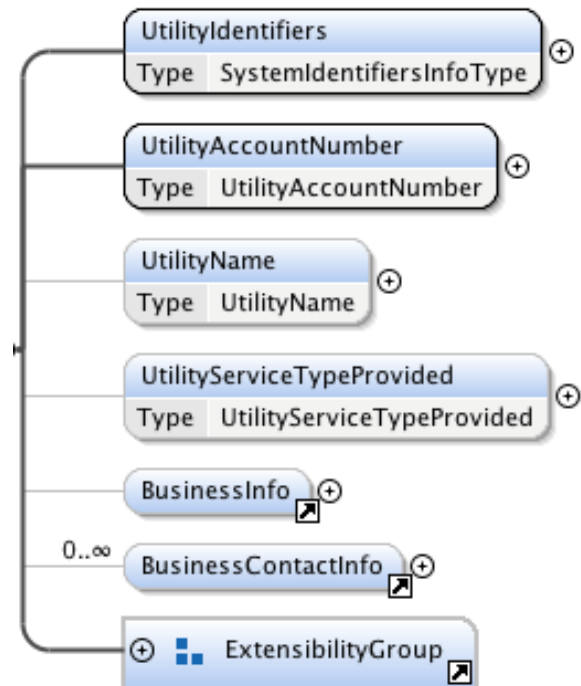 UtilityIdentifiers
Type SystemIdentifiersInfoType
UtilityAccountNumber
Type UtilityAccountNumber
UtilityName
Type UtilityName
UtilityServiceTypeProvided
Type UtilityServiceTypeProvided
BusinessInfo
0..∞
BusinessContactInfo
ExtensibilityGroup